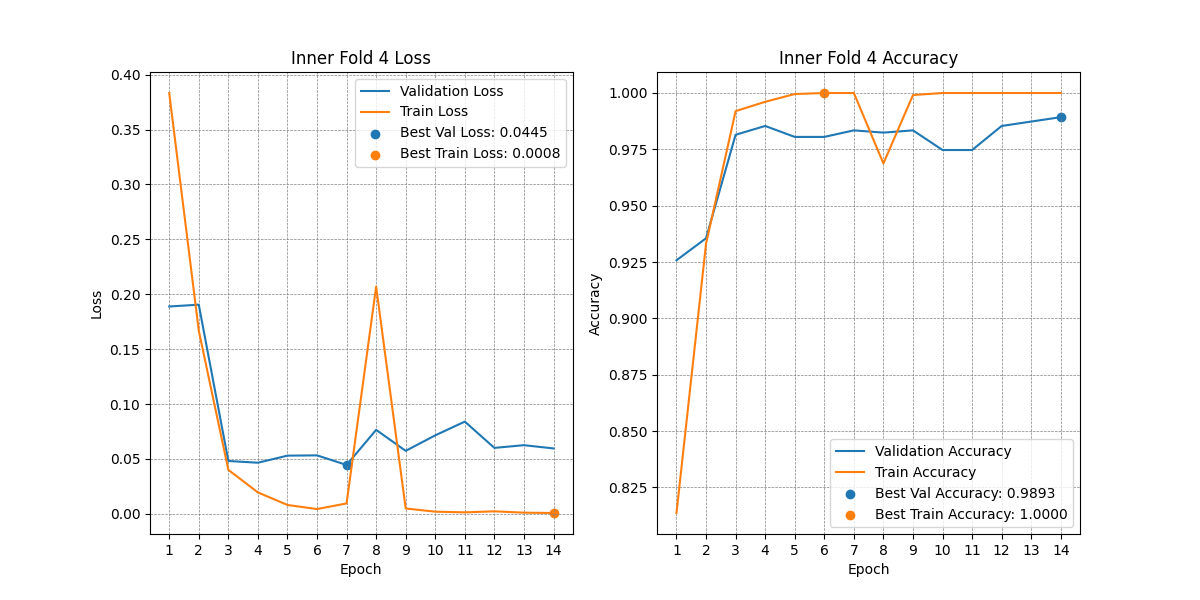 Inner Fold 4 Loss
0.40
0.35
0.30
0.25
0.20
0.15
0.10
0.05
0.00
Loss
Validation Loss
Train Loss
Best Val Loss: 0.0445
Best Train Loss: 0.0008
1 2 3 4 5 6 7 8 9 10 11 12 13 14
Epoch
Inner Fold 4 Accuracy
1.000
0.975
0.950
0.925
0.900
0.875
0.850
0.825
Accuracy
Validation Accuracy
Train Accuracy
Best Val Accuracy: 0.9893
Best Train Accuracy: 1.0000
1 2 3 4 5 6 7 8 9 10 11 12 13 14
Epoch